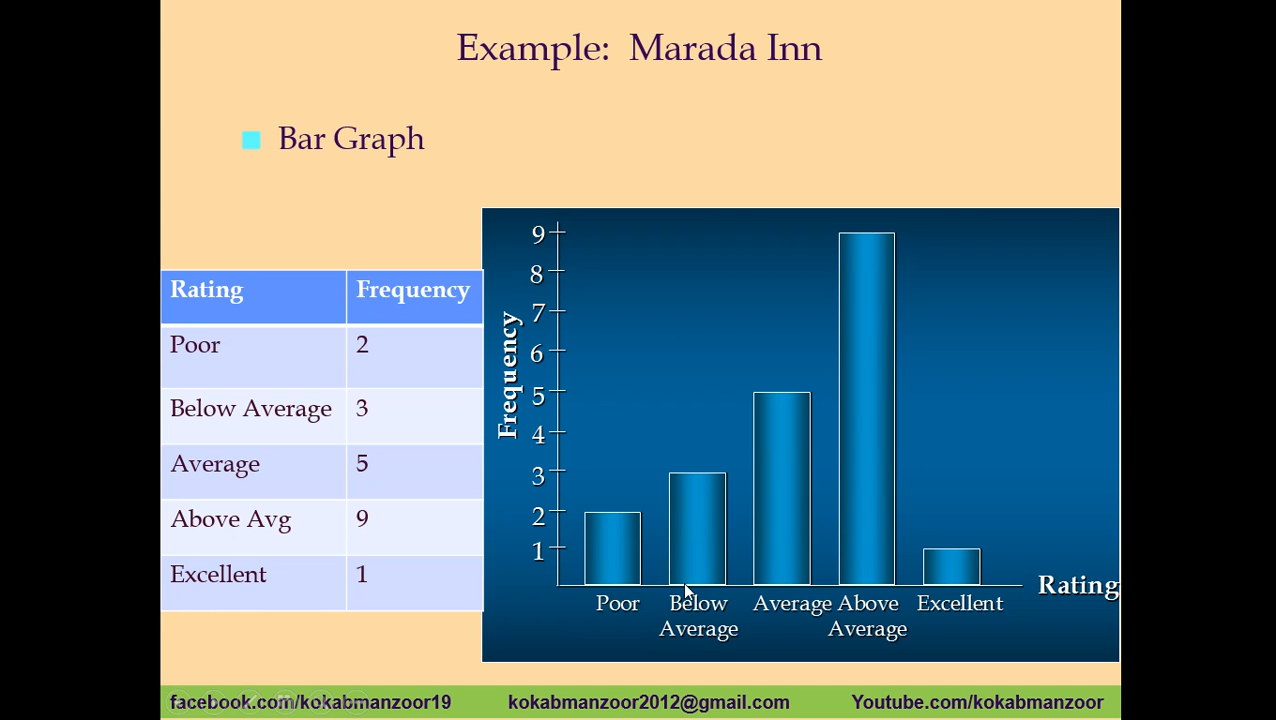 Example: Marada Inn
Bar Graph
Rating Frequency
Poor 2
Below Average 3
Average 5
Above Avg 9
Excellent 1
Frequency
9
8
7
6
5
4
3
2
1
Poor Below Average Above Excellent
Average Average
Rating
facebook.com/kokabmanzoor19 kokabmanzoor2012@gmail.com Youtube.com/kokabmanzoor